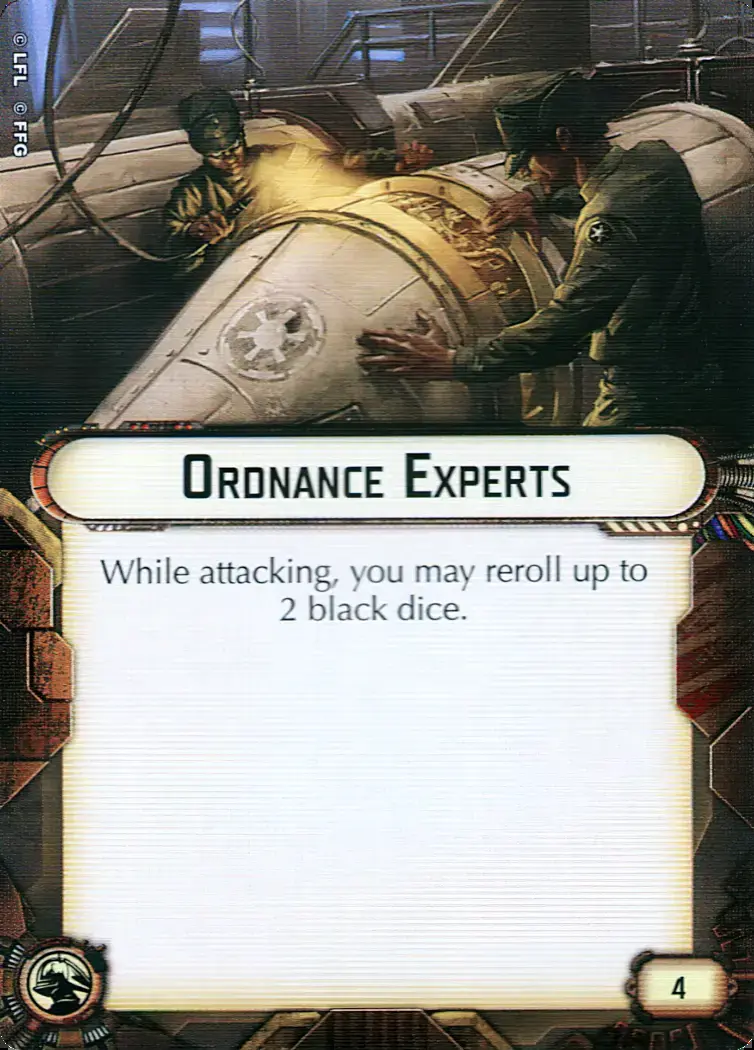 © LFL © FFG
ORDNANCE EXPERTS
While attacking, you may reroll up to
2 black dice.
4